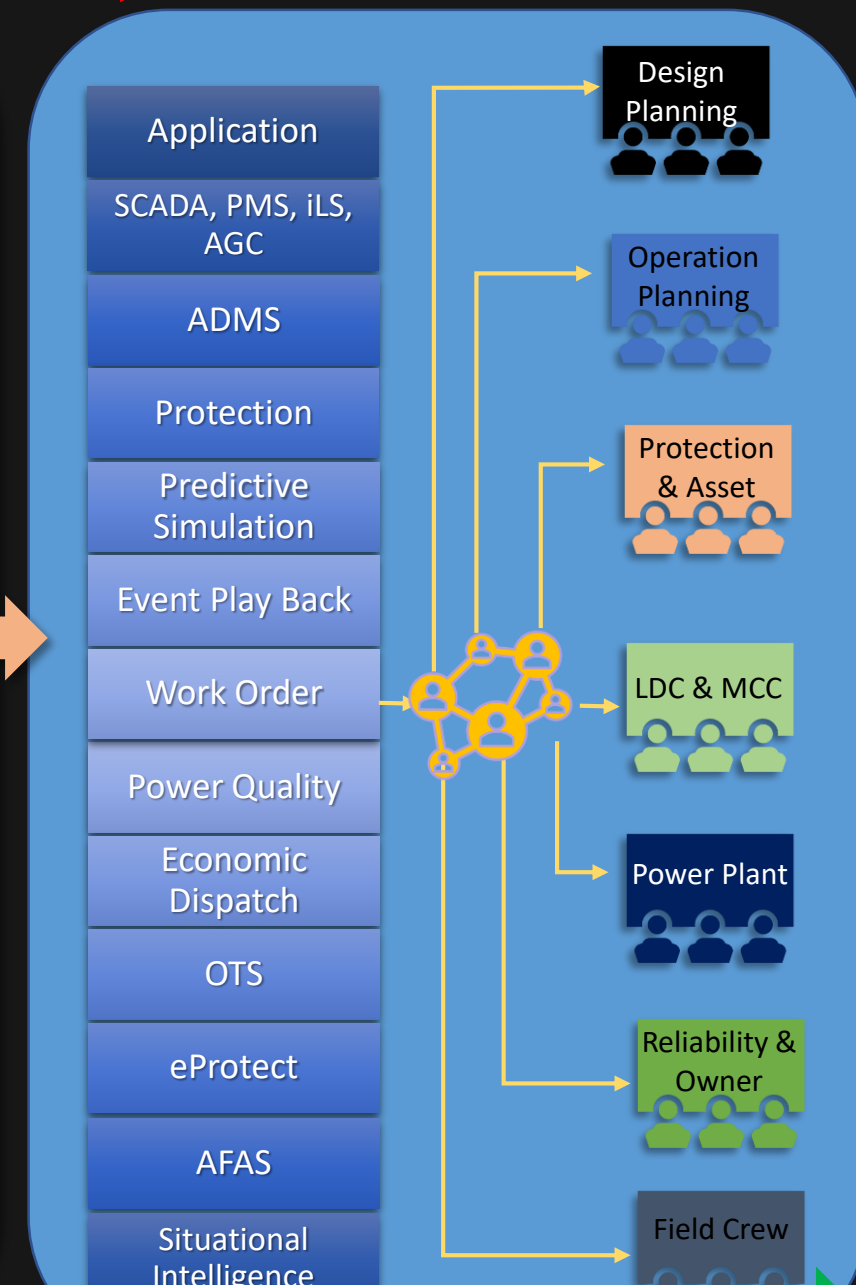 Application
SCADA, PMS, iLS,
AGC
ADMS
Protection
Predictive
Simulation
Event Play Back
Work Order
Power Quality
Economic
Dispatch
OTS
eProtect
AFAS
Situational
Intelligence
Design
Planning
Operation
Planning
Protection
& Asset
LDC & MCC
Power Plant
Reliability &
Owner
Field Crew